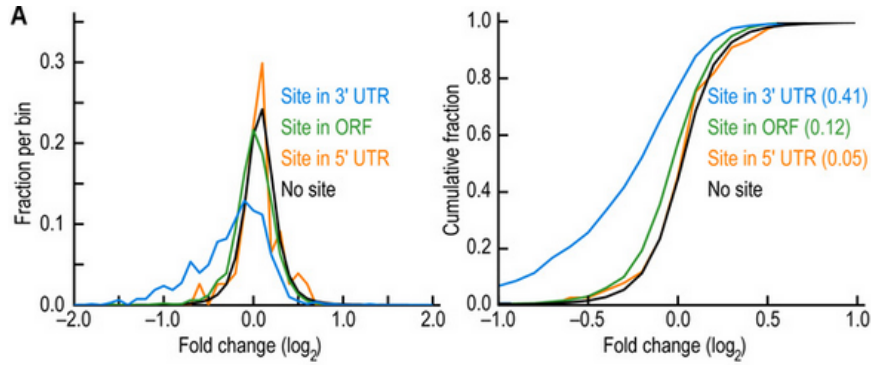 A
0.3
0.2
0.1
0.0
Fraction per bin
Site in 3' UTR
Site in ORF
Site in 5' UTR
No site
–2.0
–1.0
0.0
1.0
2.0
Fold change (log2)
1.0
0.8
0.6
0.4
0.2
0.0
Cumulative fraction
Site in 3' UTR (0.41)
Site in ORF (0.12)
Site in 5' UTR (0.05)
No site
–1.0
–0.5
0.0
0.5
1.0
Fold change (log2)